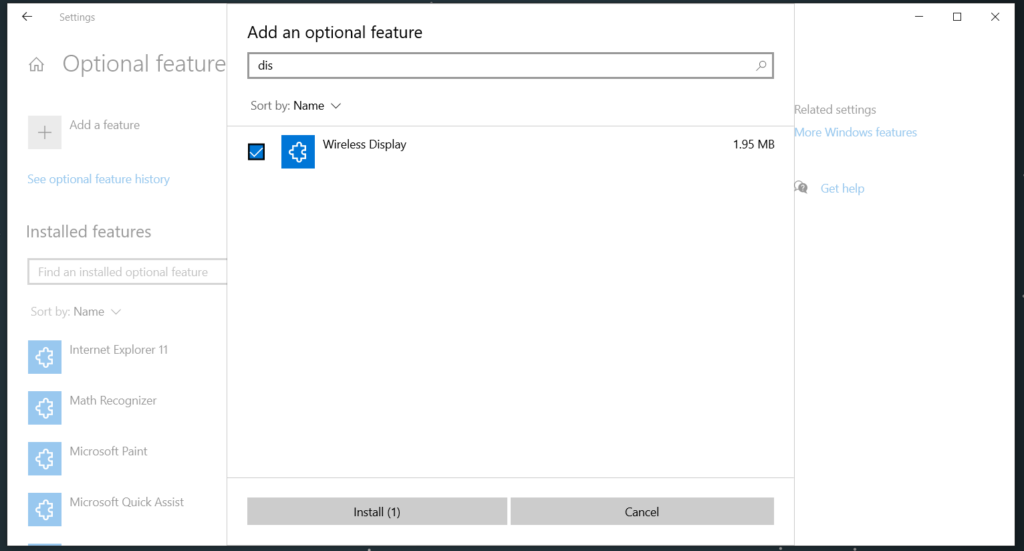 Settings
Optional feature
Add a feature
See optional feature history
Installed features
Find an installed optional feature
Sort by: Name
Internet Explorer 11
Math Recognizer
Microsoft Paint
Microsoft Quick Assist
Add an optional feature
dis
Sort by: Name
Wireless Display
1.95 MB
Install (1)
Cancel
Related settings
More Windows features
Get help